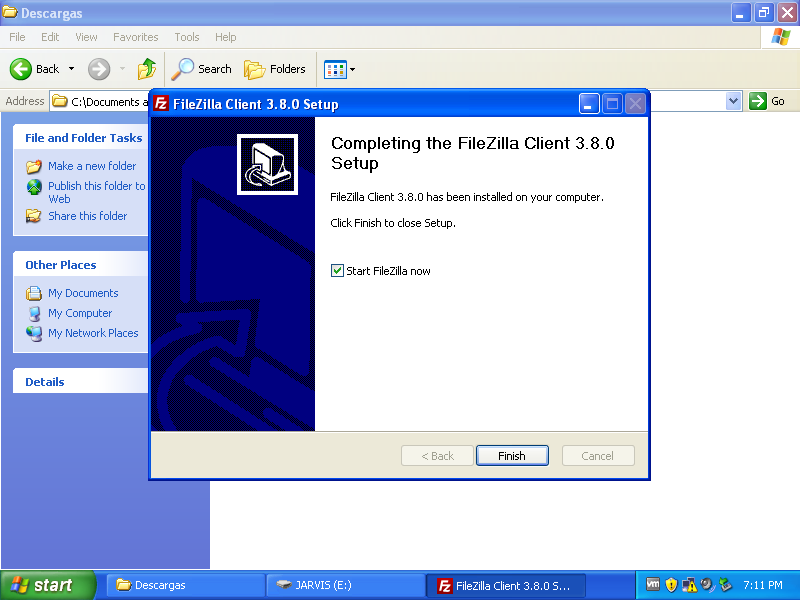 Descargas
File Edit View Favorites Tools Help
Back Search Folders
Address C:\Documents a Go
FileZilla Client 3.8.0 Setup
File and Folder Tasks
Make a new folder
Publish this folder to
Web
Share this folder
Other Places
My Documents
My Computer
My Network Places
Details
Completing the FileZilla Client 3.8.0
Setup
FileZilla Client 3.8.0 has been installed on your computer.
Click Finish to close Setup.
Start FileZilla now
< Back Finish Cancel
start Descargas JARVIS (E:) FileZilla Client 3.8.0 S... vm 7:11 PM